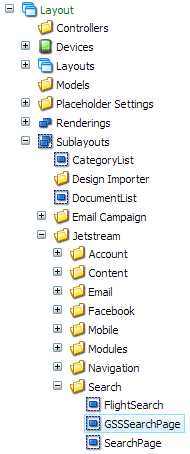 Layout
Controllers
Devices
Layouts
Models
Placeholder Settings
Renderings
Sublayouts
CategoryList
Design Importer
DocumentList
Email Campaign
Jetstream
Account
Content
Email
Facebook
Mobile
Modules
Navigation
Search
FlightSearch
GSSSearchPage
SearchPage